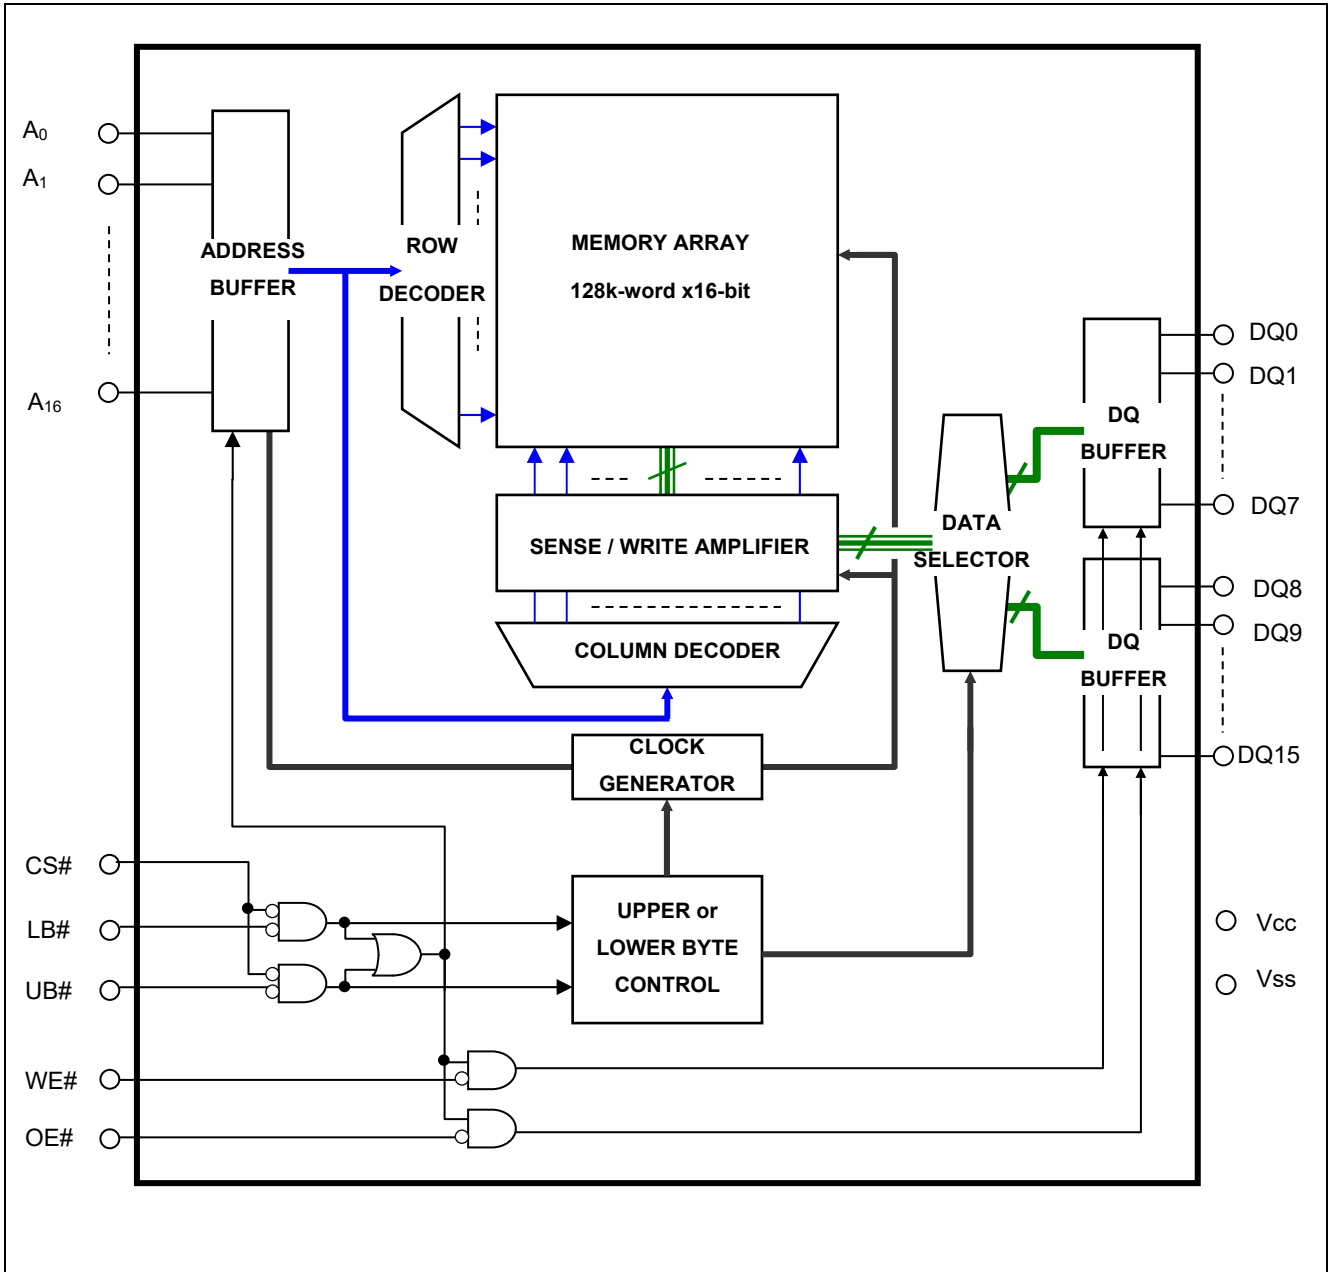 A0
A1
A16
ADDRESS
BUFFER
ROW
DECODER
MEMORY ARRAY
128k-word x16-bit
SENSE / WRITE AMPLIFIER
COLUMN DECODER
CLOCK
GENERATOR
DATA
SELECTOR
DQ
BUFFER
DQ
BUFFER
DQ0
DQ1
DQ7
DQ8
DQ9
DQ15
CS#
LB#
UB#
WE#
OE#
UPPER or
LOWER BYTE
CONTROL
Vcc
Vss